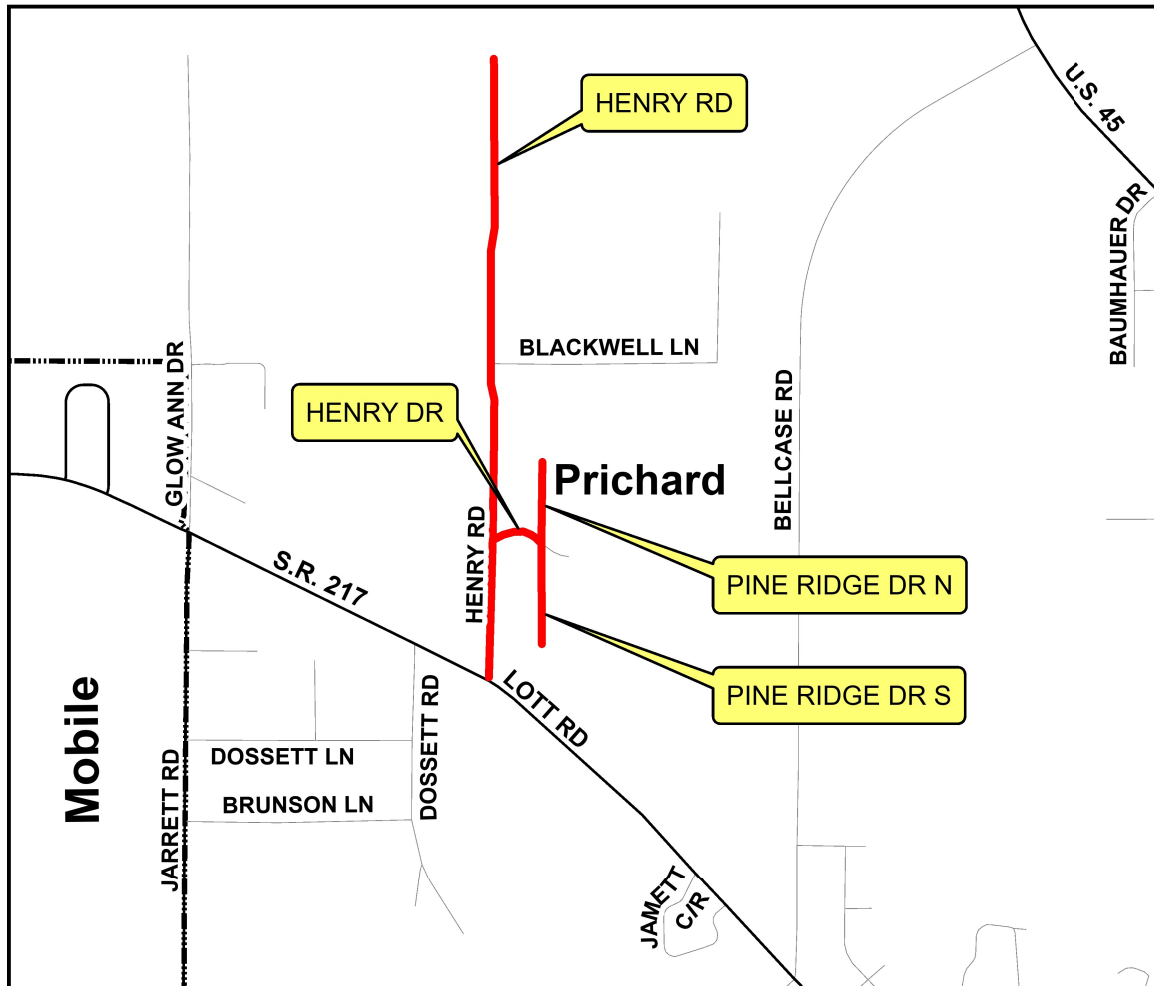 HENRY RD
U.S. 45
BAUMHAUER DR
BLACKWELL LN
GLOW ANN DR
HENRY DR
BELLCASE RD
Prichard
HENRY RD
PINE RIDGE DR N
S.R. 217
PINE RIDGE DR S
LOTT RD
Mobile
DOSSETT RD
DOSSETT LN
BRUNSON LN
JARRETT RD
JAMETT
C/R